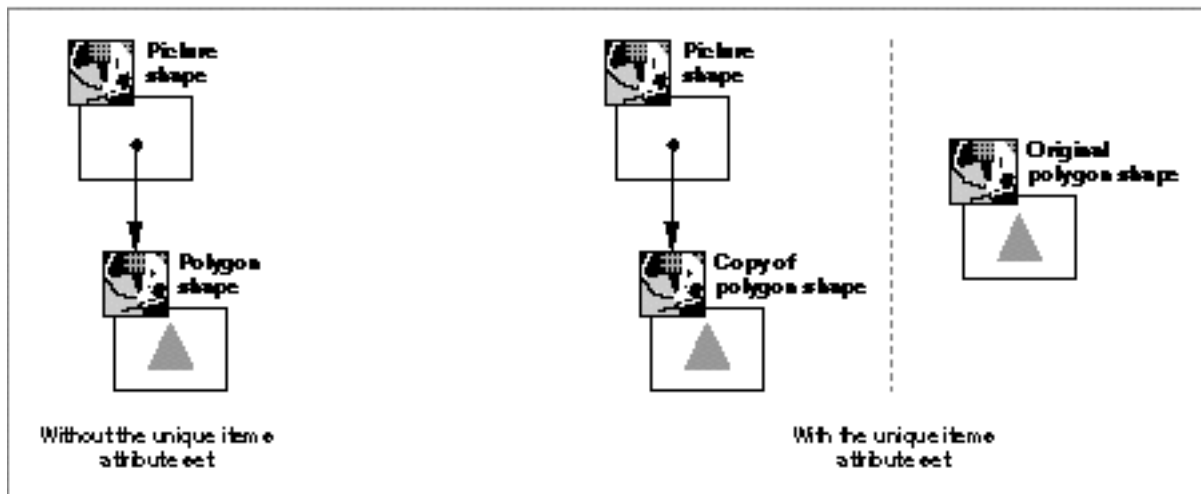 Picture
shape
Polygon
shape
Without the unique items
attribute set
Picture
shape
Copy of
polygon shape
Original
polygon shape
With the unique items
attribute set